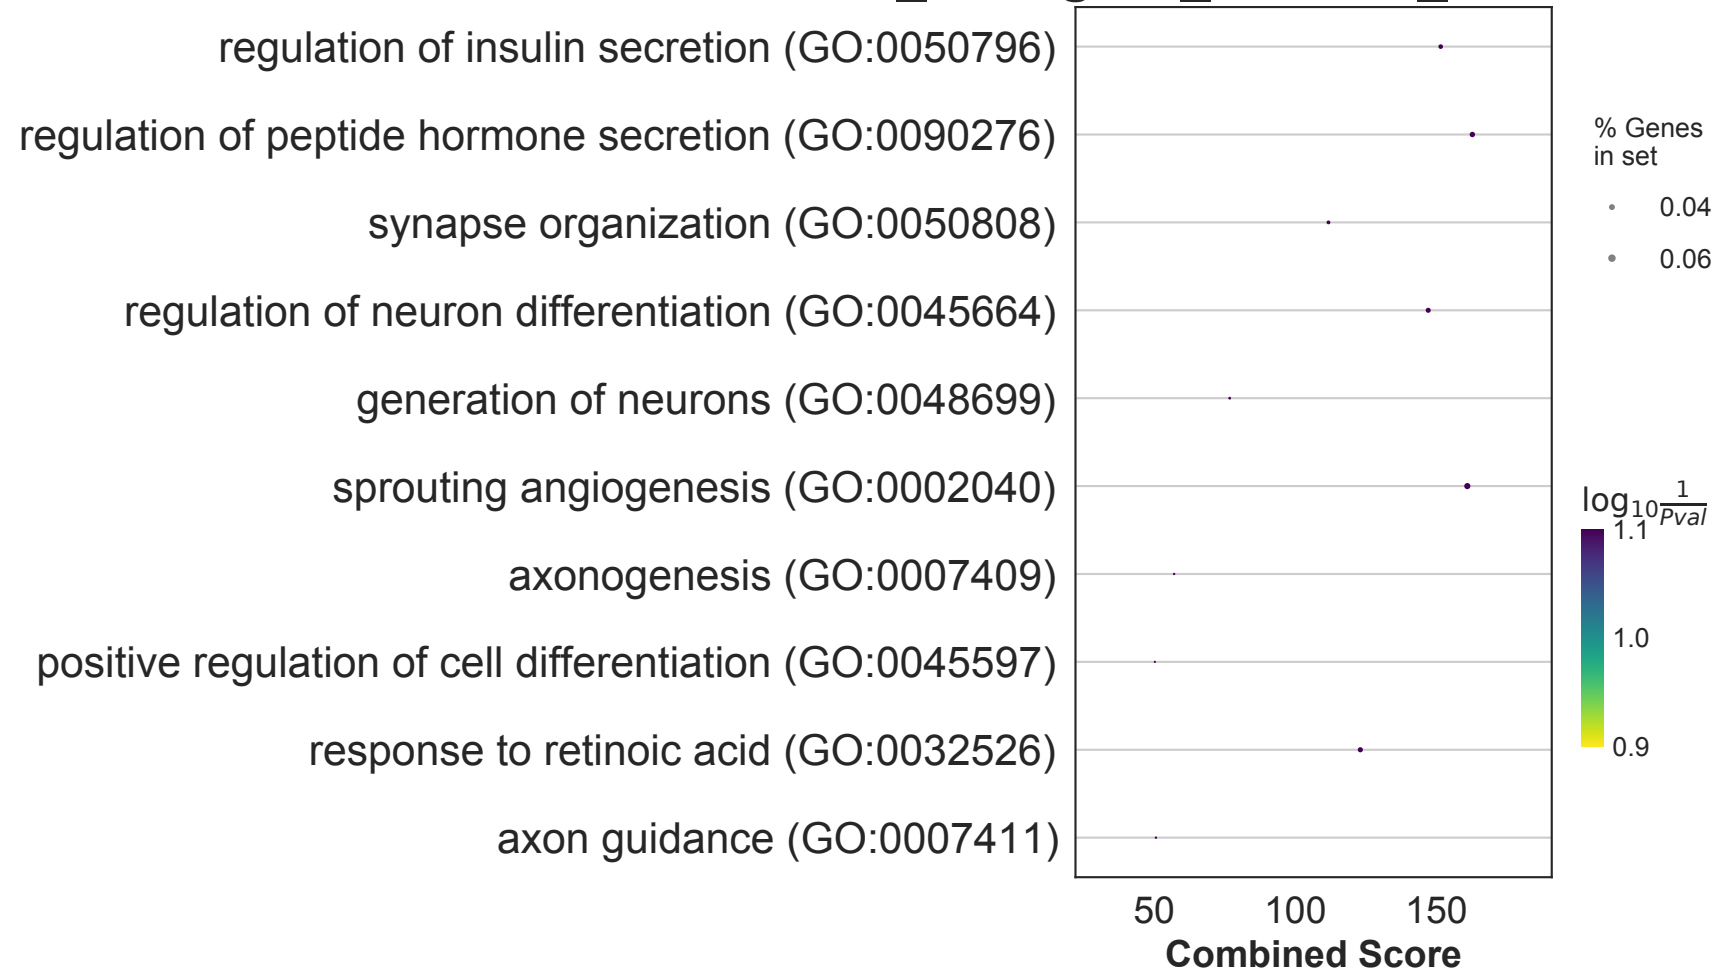 regulation of insulin secretion (GO:0050796)
regulation of peptide hormone secretion (GO:0090276)
synapse organization (GO:0050808)
regulation of neuron differentiation (GO:0045664)
generation of neurons (GO:0048699)
sprouting angiogenesis (GO:0002040)
axonogenesis (GO:0007409)
positive regulation of cell differentiation (GO:0045597)
response to retinoic acid (GO:0032526)
axon guidance (GO:0007411)
50 100 150
Combined Score
% Genes
in set
0.04
0.06
log₁₀ 1/Pval
1.1
1.0
0.9